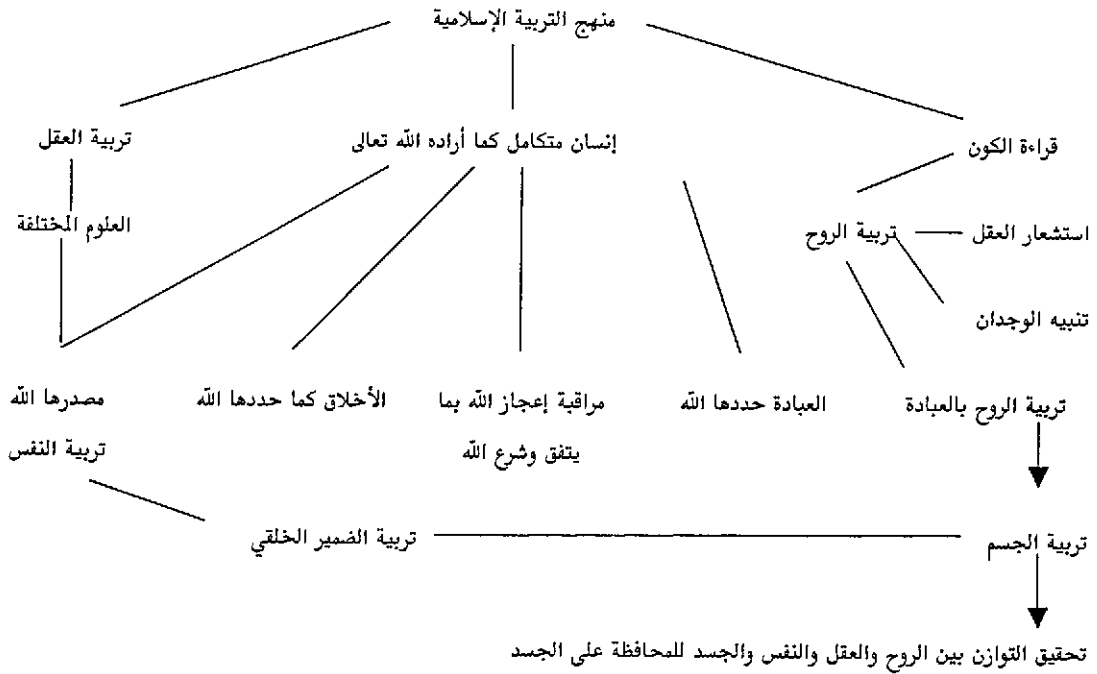 منهج التربية الإسلامية
قراءة الكون
إنسان متكامل كما أراده الله تعالى
تربية العقل
استشعار العقل
تربية الروح
العلوم المختلفة
تنبيه الوجدان
تربية الروح بالعبادة
العبادة حددها الله
مراقبة إعجاز الله بما
يتفق وشرع الله
الأخلاق كما حددها الله
مصدرها الله
تربية النفس
تربية الجسم
تربية الضمير الخلقي
تحقيق التوازن بين الروح والعقل والنفس والجسد للمحافظة على الجسد